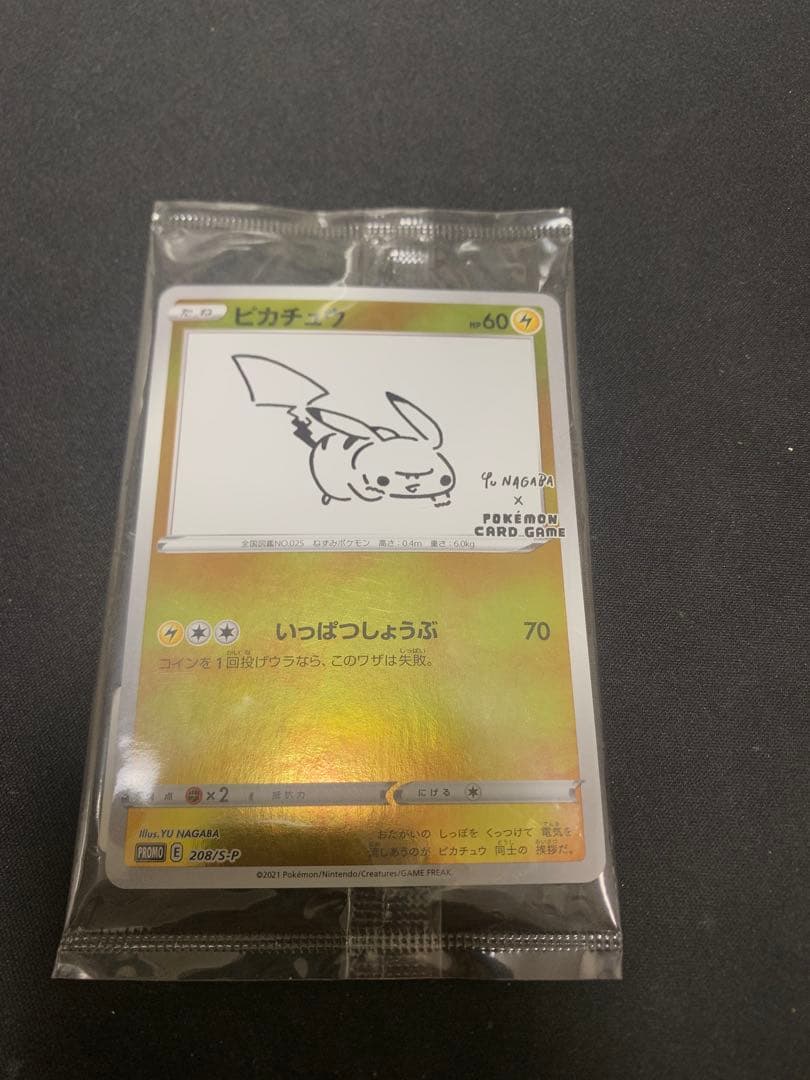 たね ピカチュウ HP60
Yu NAGABA
×
POKÉMON
CARD GAME
全国図鑑NO.025 ねずみポケモン 高さ:0.4m 重さ:6.0kg
いっぱつしょうぶ 70
コインを1回投げウラなら、このワザは失敗。
点 ×2 抵抗力 にげる
Illus.YU NAGABA
おたがいの しっぽを くっつけて 電気を
PROMO E 208/S-P
しあうのが ピカチュウ 同士の 挨拶だ。
©2021 Pokémon/Nintendo/Creatures/GAME FREAK